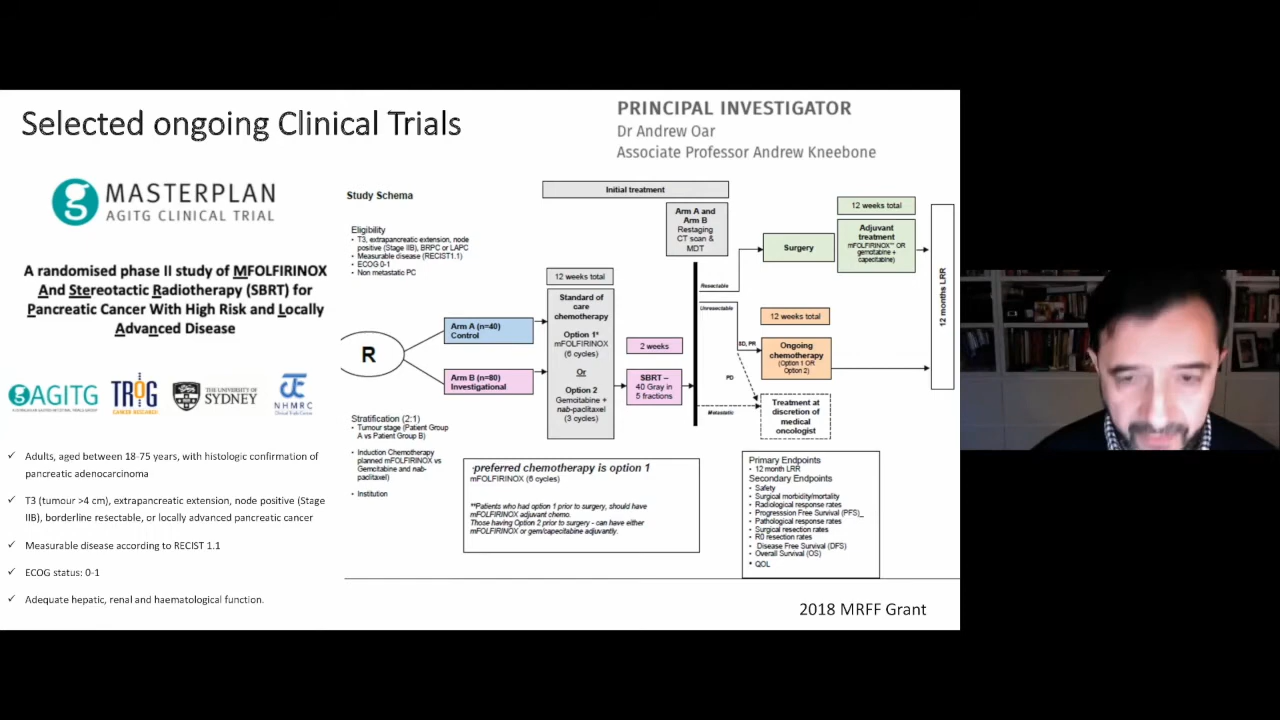 Selected ongoing Clinical Trials
PRINCIPAL INVESTIGATOR
Dr Andrew Oar
Associate Professor Andrew Kneebone
MASTERPLAN
AGITG CLINICAL TRIAL
A randomised phase II study of MFOLFIRINOX
And Stereotactic Radiotherapy (SBRT) for
Pancreatic Cancer With High Risk and Locally
Advanced Disease
AGITG
TROG
CANCER RESEARCH
THE UNIVERSITY OF
SYDNEY
NHMRC
Clinical Trials Centre
✓ Adults, aged between 18-75 years, with histologic confirmation of
pancreatic adenocarcinoma
✓ T3 (tumour >4 cm), extrapancreatic extension, node positive (Stage
IIB), borderline resectable, or locally advanced pancreatic cancer
✓ Measurable disease according to RECIST 1.1
✓ ECOG status: 0-1
✓ Adequate hepatic, renal and haematological function.
Study Schema
Eligibility
• T3, extrapancreatic extension, node
positive (Stage IIB), BRPC or LAPC
• Measurable disease (RECIST1.1)
• ECOG 0-1
• Non metastatic PC
R
Arm A (n=40)
Control
Arm B (n=80)
Investigational
Stratification (2:1)
• Tumour stage (Patient Group
A vs Patient Group B)
• Induction Chemotherapy
planned mFOLFIRINOX vs
Gemcitabine and nab-
paclitaxel)
• Institution
Initial treatment
12 weeks total
Standard of
care
chemotherapy
Option 1*
mFOLFIRINOX
(6 cycles)
Or
Option 2
Gemcitabine +
nab-paclitaxel
(3 cycles)
2 weeks
SBRT –
40 Gray in
5 fractions
Arm A and
Arm B
Restaging
CT scan &
MDT
Resectable
Unresectable
SD, PR
PD
Metastatic
Surgery
12 weeks total
Adjuvant
treatment
mFOLFIRINOX** OR
gemcitabine +
capecitabine)
12 weeks total
Ongoing
chemotherapy
(Option 1 OR
Option 2)
Treatment at
discretion of
medical
oncologist
12 months LRR
*preferred chemotherapy is option 1
mFOLFIRINOX (6 cycles)
**Patients who had option 1 prior to surgery, should have
mFOLFIRINOX adjuvant chemo.
Those having Option 2 prior to surgery - can have either
mFOLFIRINOX or gem/capecitabine adjuvantly.
Primary Endpoints
• 12 month LRR
Secondary Endpoints
• Safety
• Surgical morbidity/mortality
• Radiological response rates
• Progresssion Free Survival (PFS)_
• Pathological response rates
• Surgical resection rates
• R0 resection rates
• Disease Free Survival (DFS)
• Overall Survival (OS)
• QOL
2018 MRFF Grant